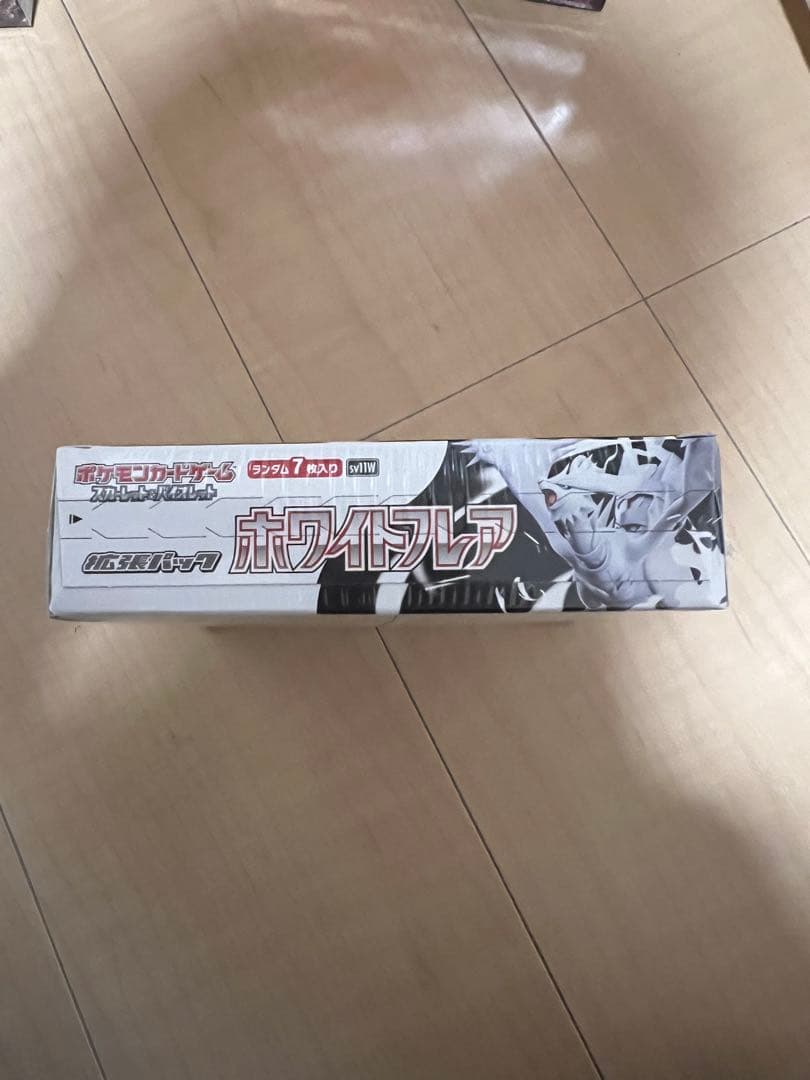 ポケモンカードゲーム
スカーレット&バイオレット
ランダム7枚入り
sv11W
拡張パック
ホワイトフレア